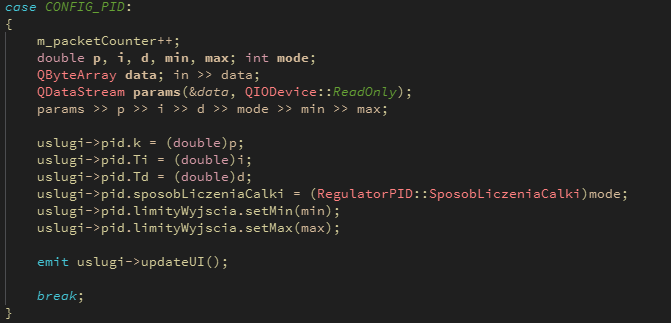 case CONFIG_PID:
{
m_packetCounter++;
double p, i, d, min, max; int mode;
QByteArray data; in >> data;
QDataStream params(&data, QIODevice::ReadOnly);
params >> p >> i >> d >> mode >> min >> max;
uslugi->pid.k = (double)p;
uslugi->pid.Ti = (double)i;
uslugi->pid.Td = (double)d;
uslugi->pid.sposobLiczeniaCalki = (RegulatorPID::SposobLiczeniaCalki)mode;
uslugi->pid.limityWyjscia.setMin(min);
uslugi->pid.limityWyjscia.setMax(max);
emit uslugi->updateUI();
break;
}